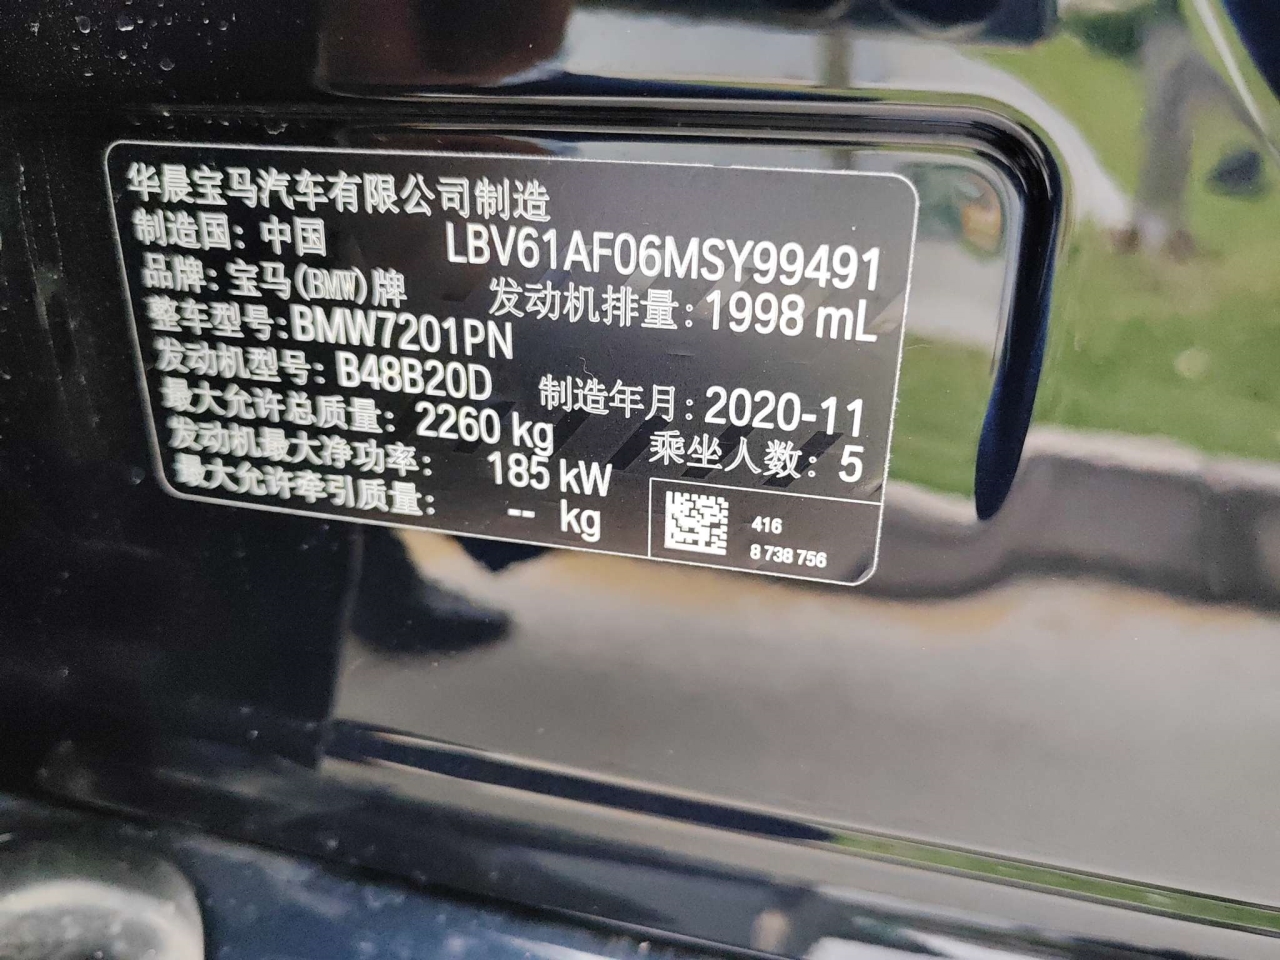 华晨宝马汽车有限公司制造
制造国：中国 LBV61AF06MSY99491
品牌：宝马(BMW)牌 发动机排量：1998 mL
整车型号：BMW7201PN
发动机型号：B48B20D 制造年月：2020-11
最大允许总质量：2260 kg 乘坐人数：5
发动机最大净功率： 185 kW
最大允许牵引质量： -- kg
416
8 738 756